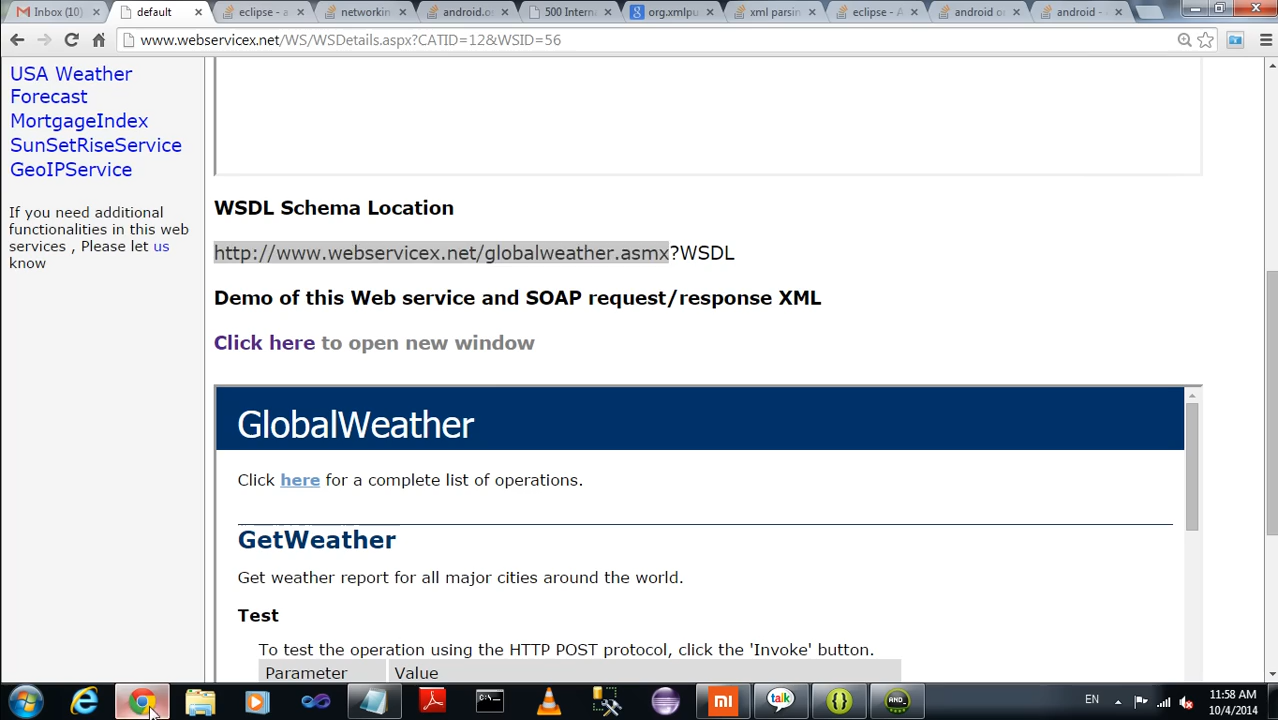 Inbox (10)
default
eclipse - a
networkin
android.o
500 Intern
org.xmlpu
xml parsin
eclipse - A
android o
android -
www.webservicex.net/WS/WSDetails.aspx?CATID=12&WSID=56
USA Weather
Forecast
MortgageIndex
SunSetRiseService
GeoIPService
If you need additional
functionalities in this web
services , Please let us
know
WSDL Schema Location
http://www.webservicex.net/globalweather.asmx?WSDL
Demo of this Web service and SOAP request/response XML
Click here to open new window
GlobalWeather
Click here for a complete list of operations.
GetWeather
Get weather report for all major cities around the world.
Test
To test the operation using the HTTP POST protocol, click the 'Invoke' button.
Parameter Value
talk
AND_
EN
11:58 AM
10/4/2014